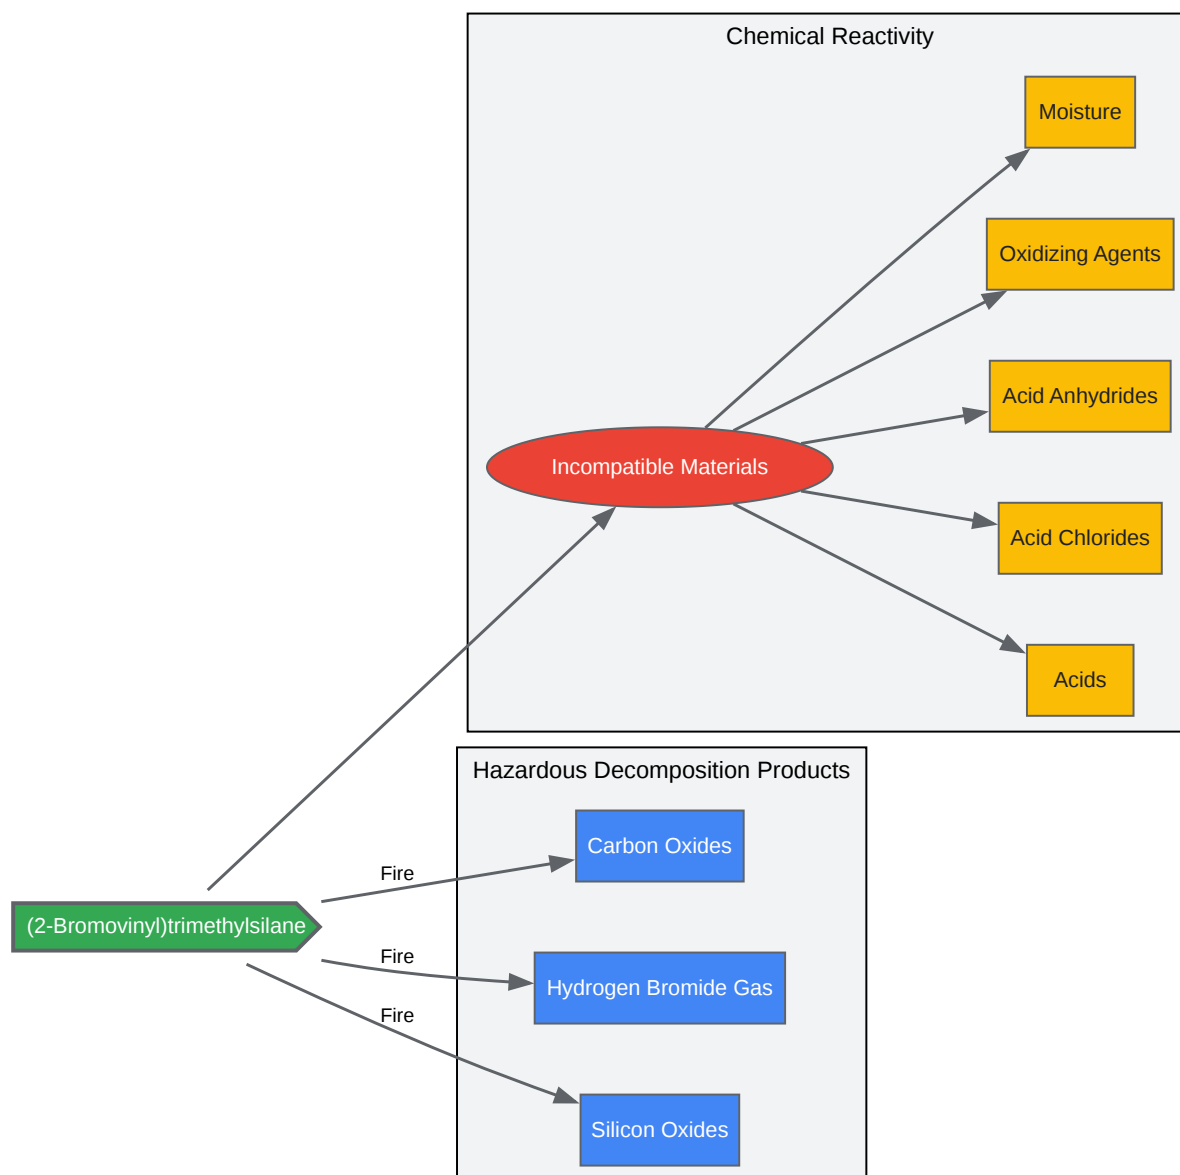 Chemical Reactivity
Moisture
Oxidizing Agents
Acid Anhydrides
Incompatible Materials
Acid Chlorides
Acids
Hazardous Decomposition Products
Carbon Oxides
Fire
(2-Bromovinyl)trimethylsilane
Fire
Hydrogen Bromide Gas
Fire
Silicon Oxides